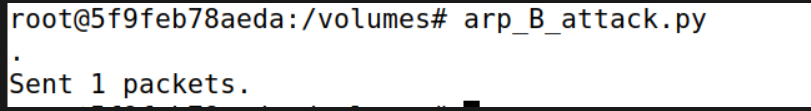 root@5f9feb78aeda:/volumes# arp_B_attack.py
.
Sent 1 packets.